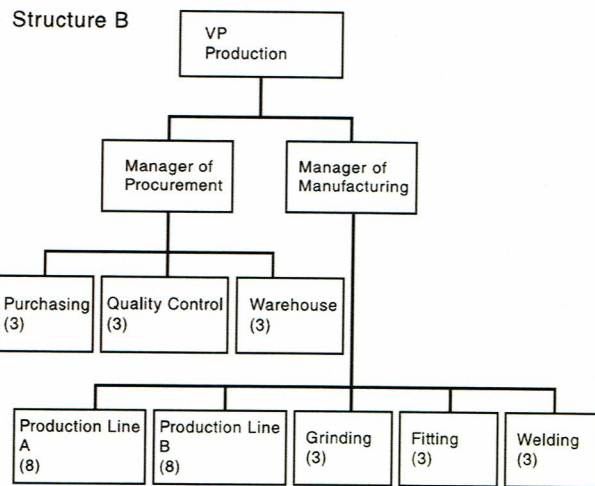 Structure B
VP
Production
Manager of
Procurement
Manager of
Manufacturing
Purchasing
(3)
Quality Control
(3)
Warehouse
(3)
Production Line
A
(8)
Production Line
B
(8)
Grinding
(3)
Fitting
(3)
Welding
(3)